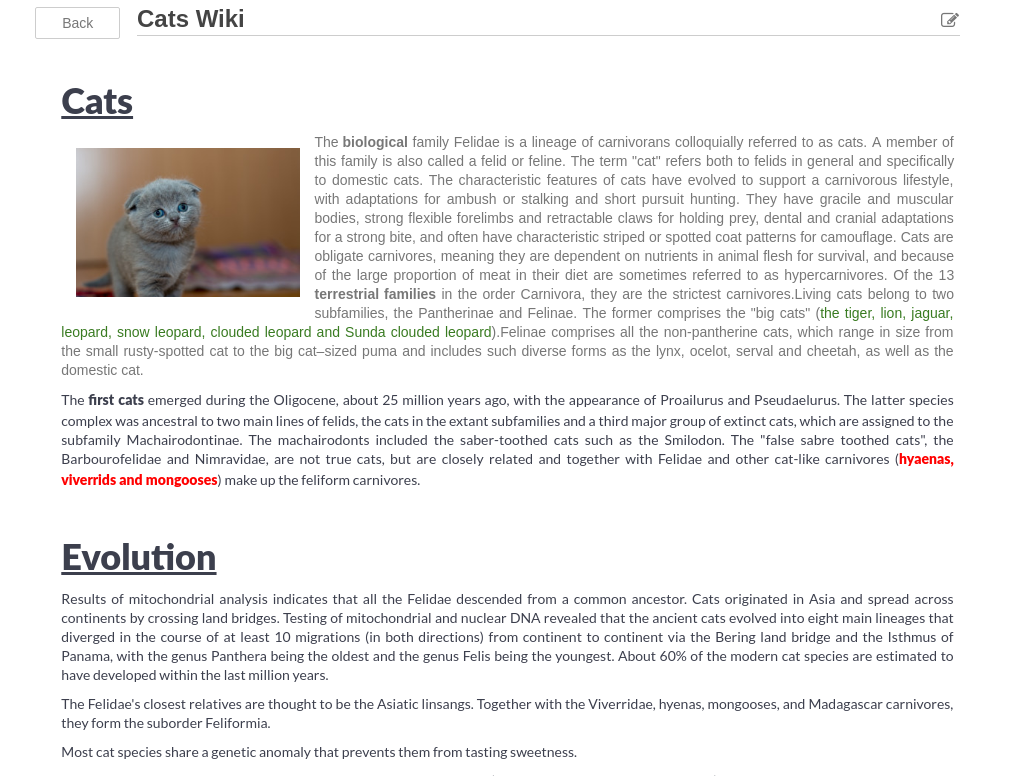 Back
Cats Wiki
Cats
The biological family Felidae is a lineage of carnivorans colloquially referred to as cats. A member of
this family is also called a felid or feline. The term "cat" refers both to felids in general and specifically
to domestic cats. The characteristic features of cats have evolved to support a carnivorous lifestyle,
with adaptations for ambush or stalking and short pursuit hunting. They have gracile and muscular
bodies, strong flexible forelimbs and retractable claws for holding prey, dental and cranial adaptations
for a strong bite, and often have characteristic striped or spotted coat patterns for camouflage. Cats are
obligate carnivores, meaning they are dependent on nutrients in animal flesh for survival, and because
of the large proportion of meat in their diet are sometimes referred to as hypercarnivores. Of the 13
terrestrial families in the order Carnivora, they are the strictest carnivores.Living cats belong to two
subfamilies, the Pantherinae and Felinae. The former comprises the "big cats" (the tiger, lion, jaguar,
leopard, snow leopard, clouded leopard and Sunda clouded leopard).Felinae comprises all the non-pantherine cats, which range in size from
the small rusty-spotted cat to the big cat–sized puma and includes such diverse forms as the lynx, ocelot, serval and cheetah, as well as the
domestic cat.
The first cats emerged during the Oligocene, about 25 million years ago, with the appearance of Proailurus and Pseudaelurus. The latter species
complex was ancestral to two main lines of felids, the cats in the extant subfamilies and a third major group of extinct cats, which are assigned to the
subfamily Machairodontinae. The machairodonts included the saber-toothed cats such as the Smilodon. The "false sabre toothed cats", the
Barbourofelidae and Nimravidae, are not true cats, but are closely related and together with Felidae and other cat-like carnivores (hyaenas,
viverrids and mongooses) make up the feliform carnivores.
Evolution
Results of mitochondrial analysis indicates that all the Felidae descended from a common ancestor. Cats originated in Asia and spread across
continents by crossing land bridges. Testing of mitochondrial and nuclear DNA revealed that the ancient cats evolved into eight main lineages that
diverged in the course of at least 10 migrations (in both directions) from continent to continent via the Bering land bridge and the Isthmus of
Panama, with the genus Panthera being the oldest and the genus Felis being the youngest. About 60% of the modern cat species are estimated to
have developed within the last million years.
The Felidae's closest relatives are thought to be the Asiatic linsangs. Together with the Viverridae, hyenas, mongooses, and Madagascar carnivores,
they form the suborder Feliformia.
Most cat species share a genetic anomaly that prevents them from tasting sweetness.